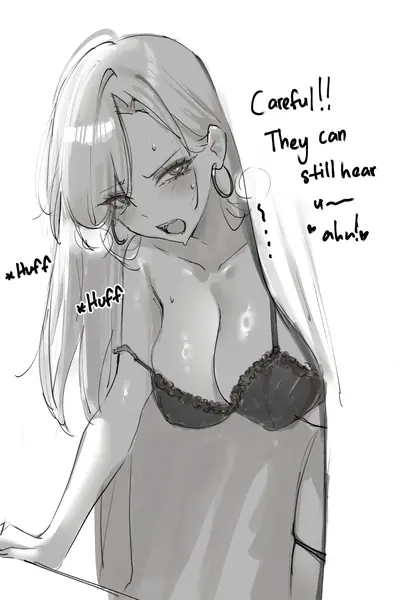 Careful!!
They can
still hear
u~
♥ ahn!♥
*Huff
*Huff